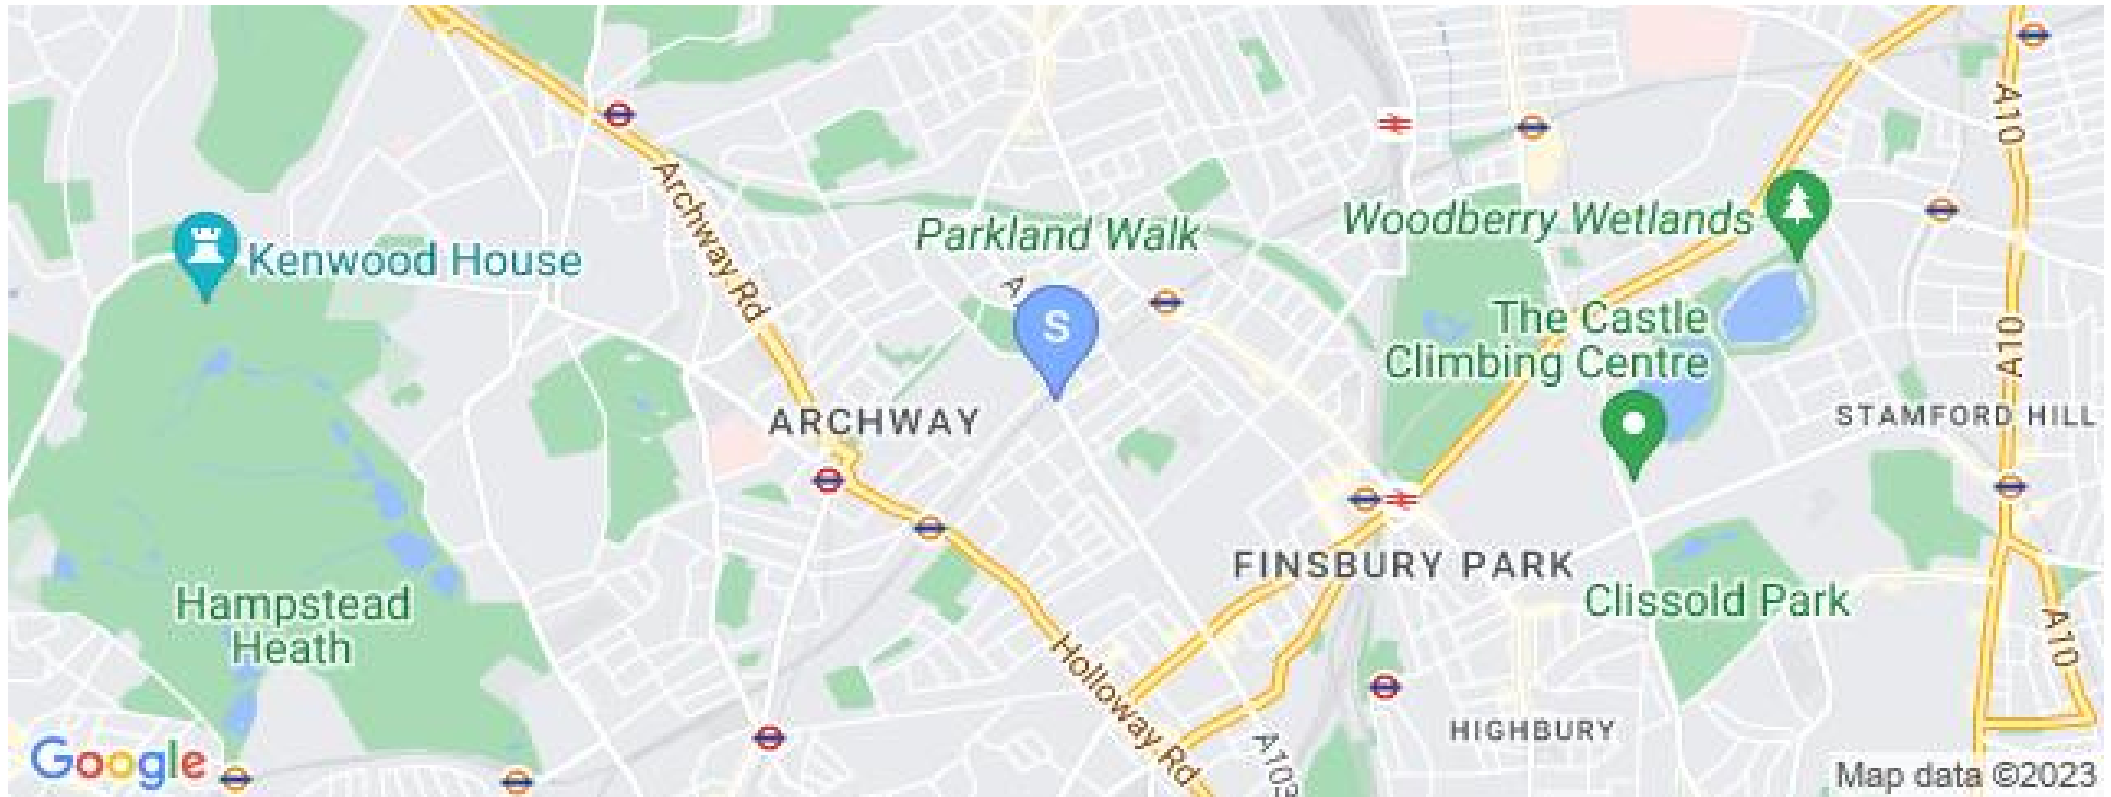 A10
Archway Rd
Parkland Walk
Woodberry Wetlands
Kenwood House
A
S
The Castle
Climbing Centre
A10
ARCHWAY
STAMFORD HILL
FINSBURY PARK
Clissold Park
Hampstead
Heath
A10
Holloway Rd
HIGHBURY
A103
Google
Map data ©2023